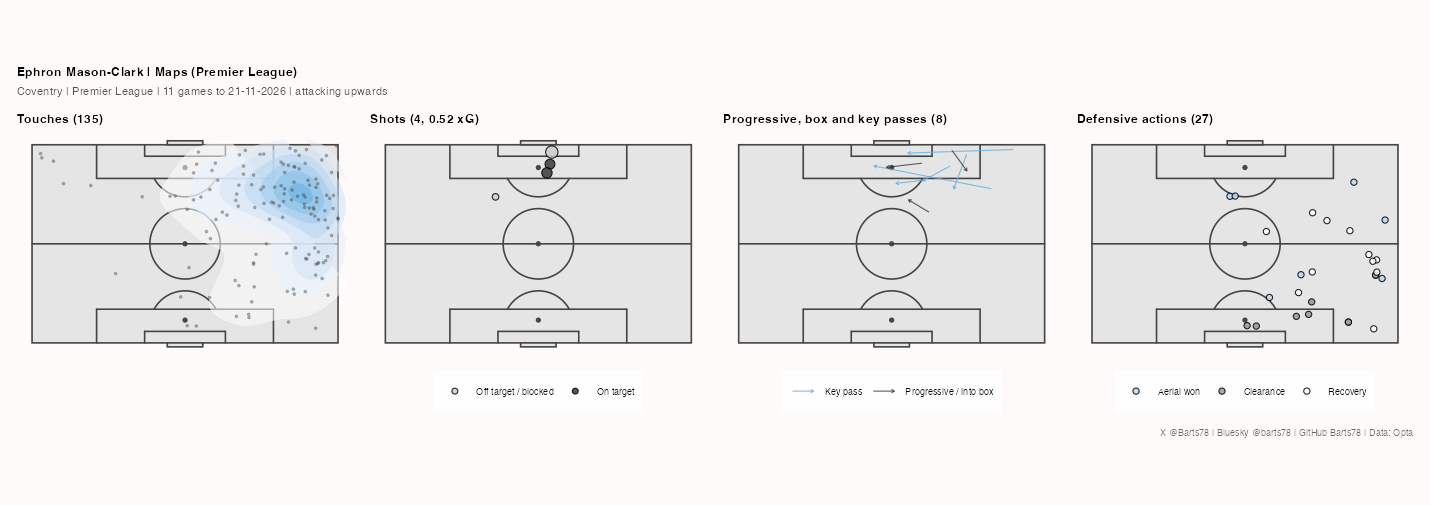 Ephron Mason-Clark | Maps (Premier League)
Coventry | Premier League | 11 games to 21-11-2026 | attacking upwards
Touches (135)
Shots (4, 0.52 xG)
Progressive, box and key passes (8)
Defensive actions (27)
Off target / blocked
On target
Key pass
Progressive / into box
Aerial won
Clearance
Recovery
X @Barts78 | Bluesky @barts78 | GitHub Barts78 | Data: Opta